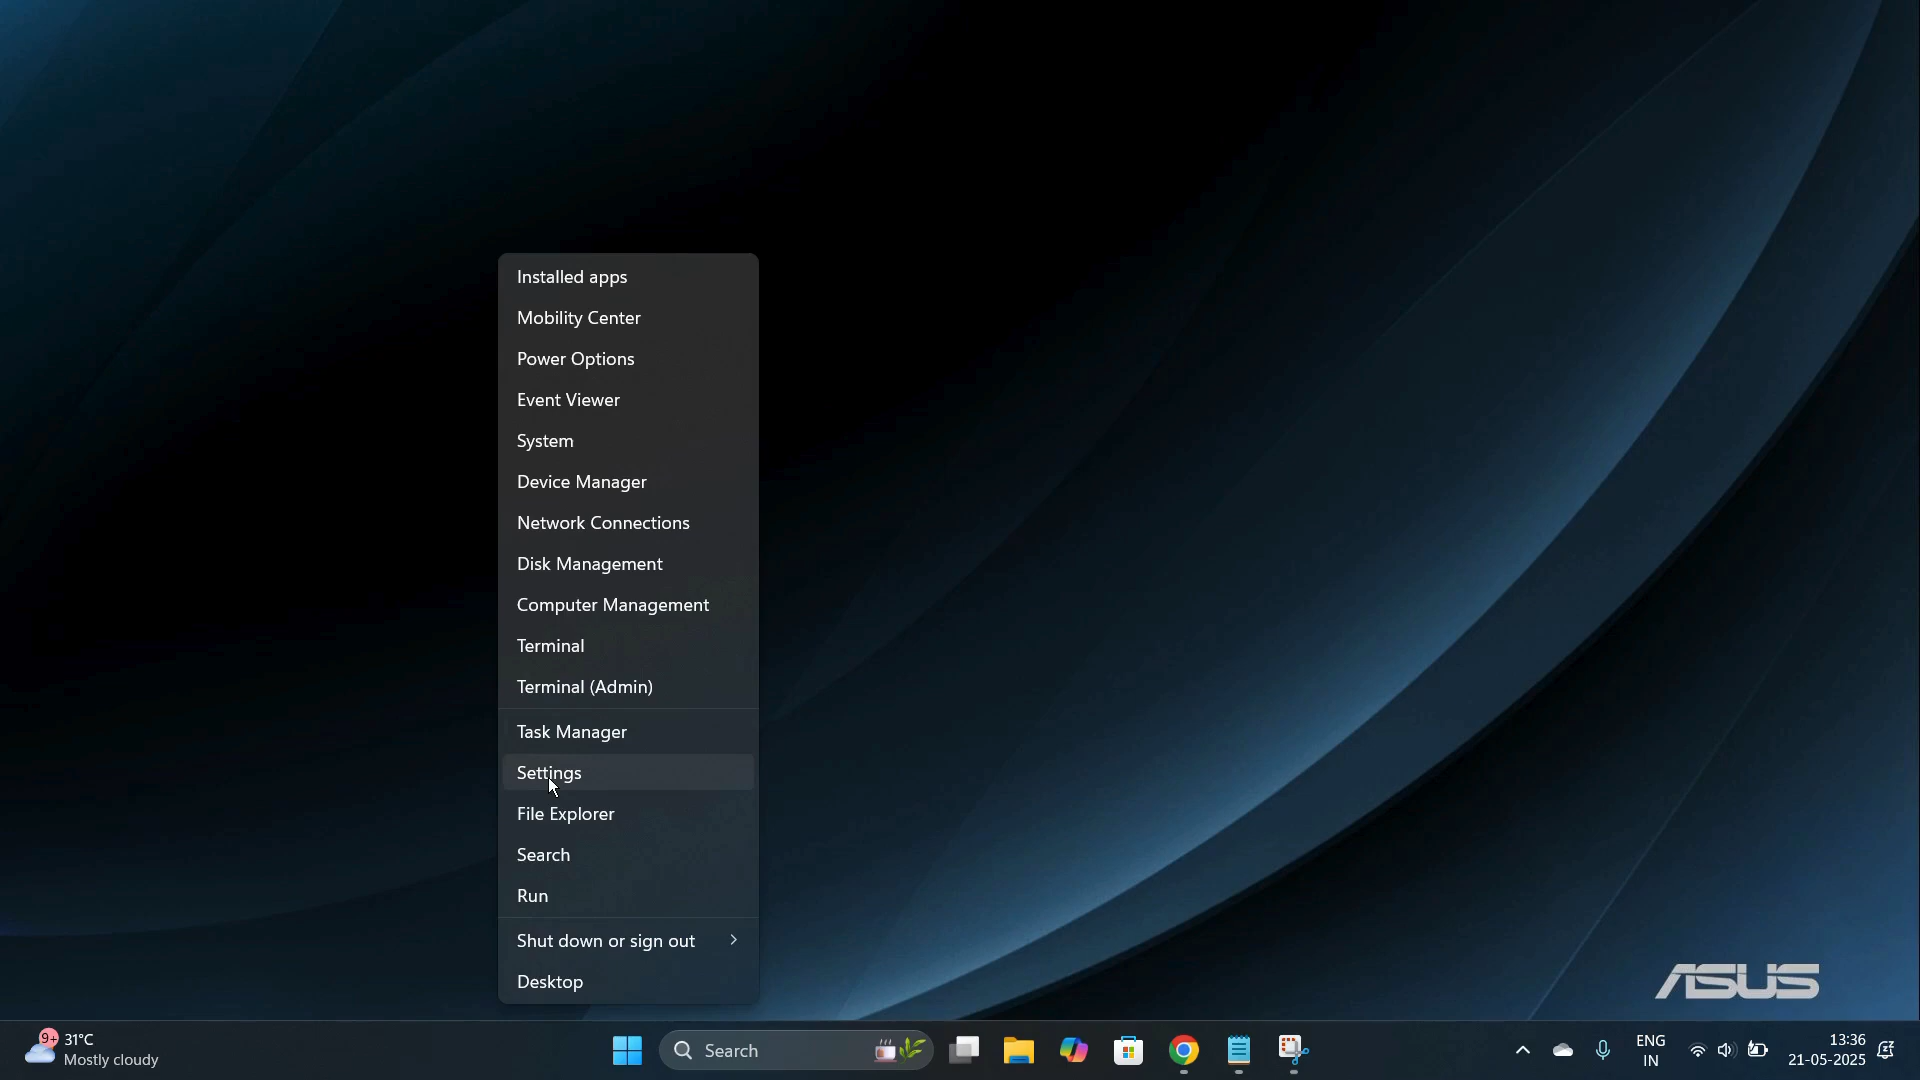 Installed apps
Mobility Center
Power Options
Event Viewer
System
Device Manager
Network Connections
Disk Management
Computer Management
Terminal
Terminal (Admin)
Task Manager
Settings
File Explorer
Search
Run
Shut down or sign out
Desktop
ASUS
9+
31°C
Mostly cloudy
Search
ENG
IN
13:36
21-05-2025